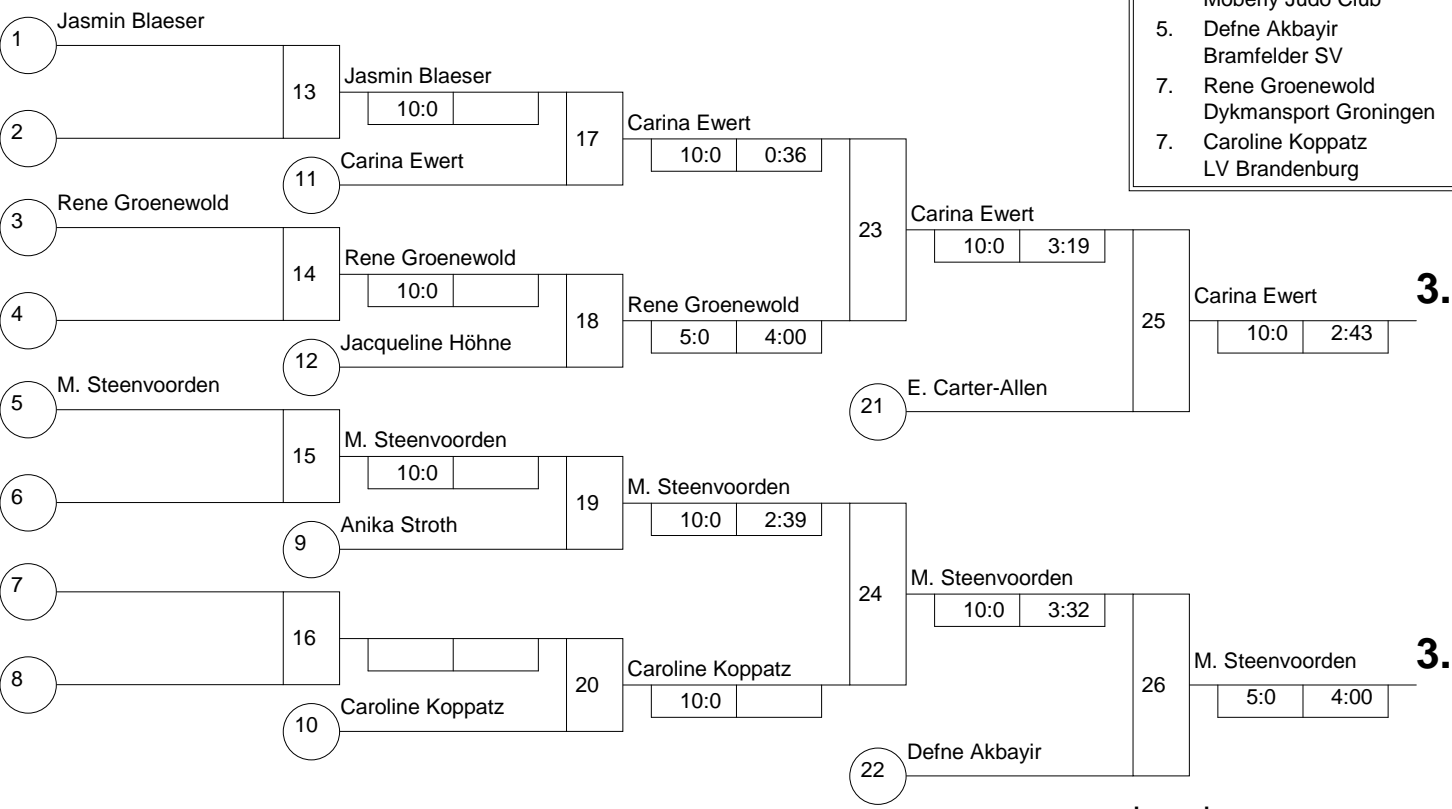 Moberly Judo Club
5. Defne Akbayir
Bramfelder SV
7. Rene Groenewold
Dykmansport Groningen
7. Caroline Koppatz
LV Brandenburg
1 Jasmin Blaeser
2
13 Jasmin Blaeser
10:0
11 Carina Ewert
17 Carina Ewert
10:0 0:36
3 Rene Groenewold
4
14 Rene Groenewold
10:0
12 Jacqueline Höhne
18 Rene Groenewold
5:0 4:00
23 Carina Ewert
10:0 3:19
21 E. Carter-Allen
25 Carina Ewert 3.
10:0 2:43
5 M. Steenvoorden
6
15 M. Steenvoorden
10:0
9 Anika Stroth
19 M. Steenvoorden
10:0 2:39
7
8
16
10 Caroline Koppatz
20 Caroline Koppatz
10:0
24 M. Steenvoorden
10:0 3:32
22 Defne Akbayir
26 M. Steenvoorden 3.
5:0 4:00